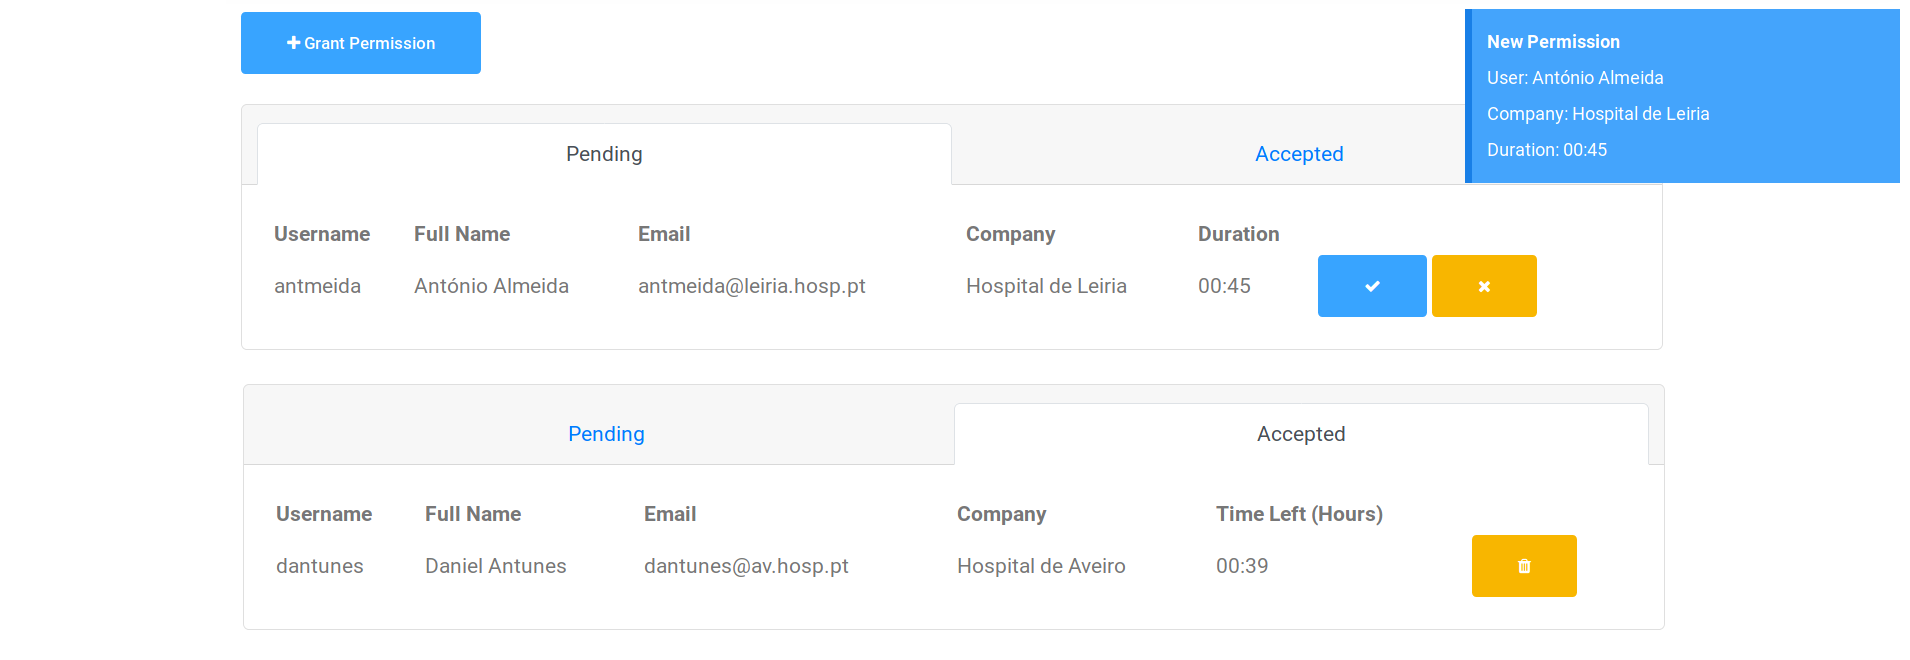 Grant Permission
New Permission
User: António Almeida
Company: Hospital de Leiria
Duration: 00:45
Pending Accepted
Username Full Name Email Company Duration
antmeida António Almeida antmeida@leiria.hosp.pt Hospital de Leiria 00:45
Pending Accepted
Username Full Name Email Company Time Left (Hours)
dantunes Daniel Antunes dantunes@av.hosp.pt Hospital de Aveiro 00:39